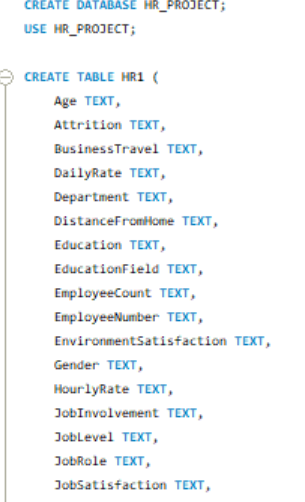 CREATE DATABASE HR_PROJECT;
USE HR_PROJECT;
CREATE TABLE HR1 (
Age TEXT,
Attrition TEXT,
BusinessTravel TEXT,
DailyRate TEXT,
Department TEXT,
DistanceFromHome TEXT,
Education TEXT,
EducationField TEXT,
EmployeeCount TEXT,
EmployeeNumber TEXT,
EnvironmentSatisfaction TEXT,
Gender TEXT,
HourlyRate TEXT,
JobInvolvement TEXT,
JobLevel TEXT,
JobRole TEXT,
JobSatisfaction TEXT,